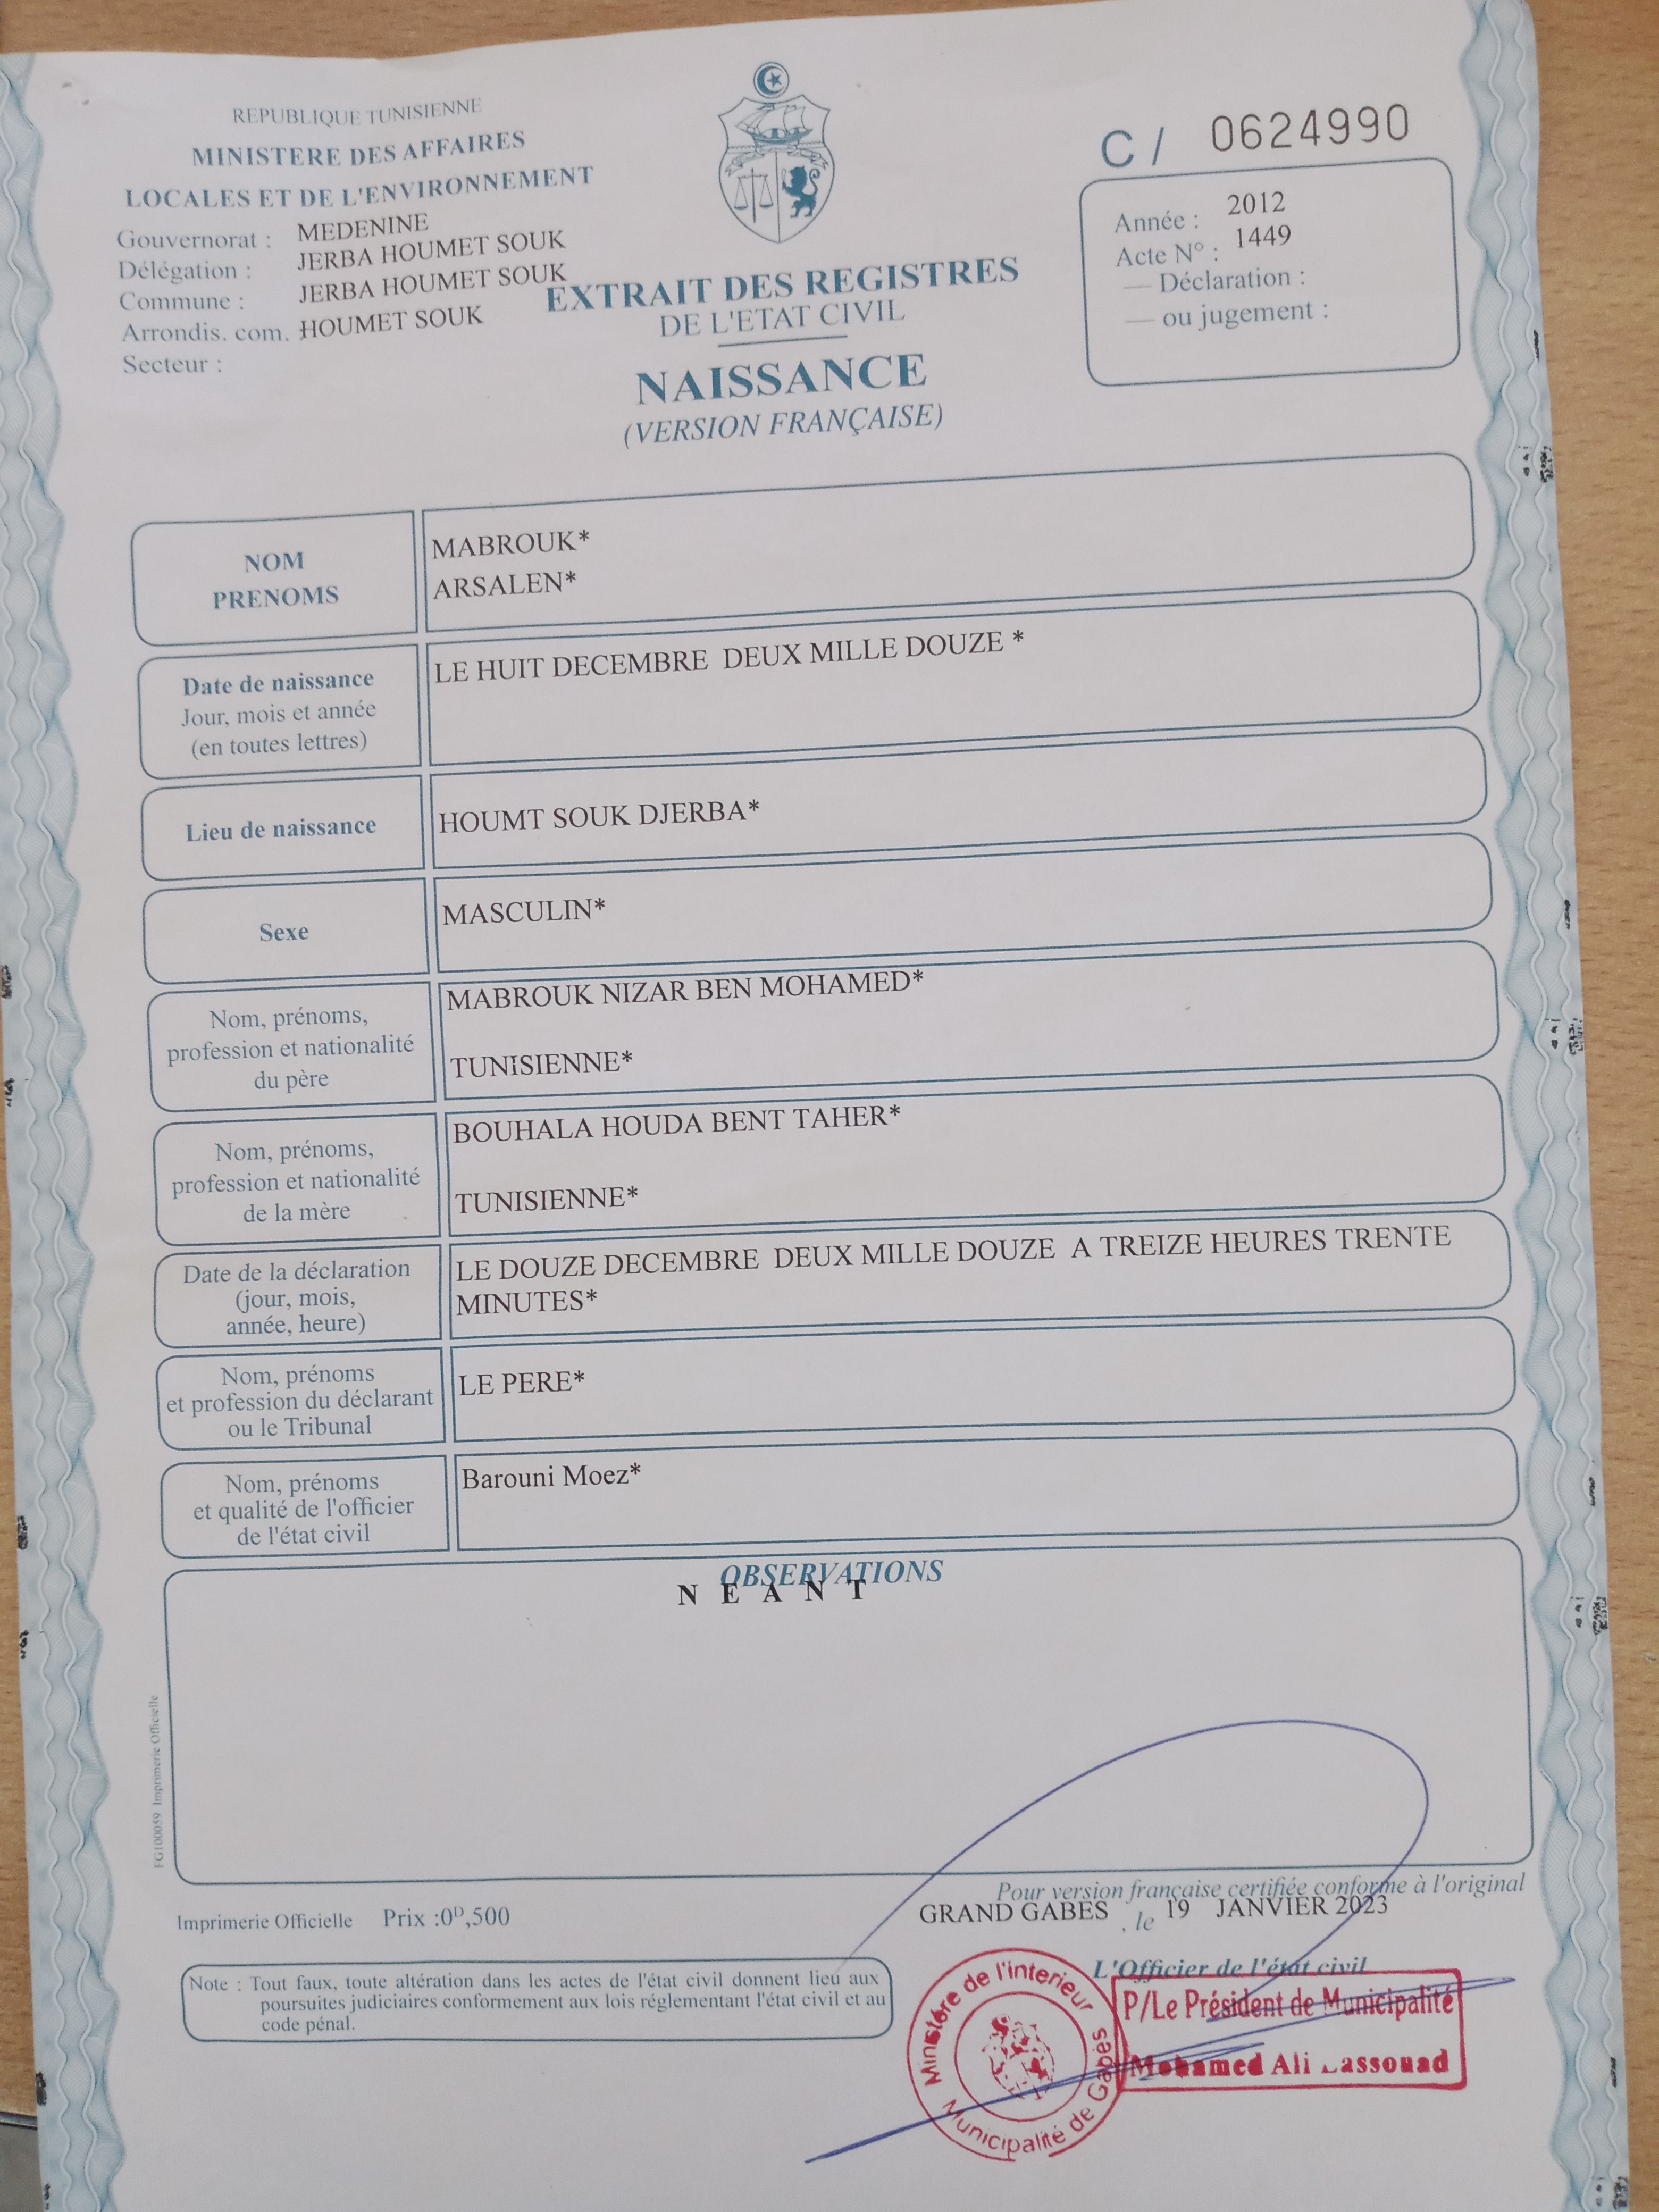 REPUBLIQUE TUNISIENNE
MINISTERE DES AFFAIRES
LOCALES ET DE L'ENVIRONNEMENT
Gouvernorat : MEDENINE
Délégation : JERBA HOUMET SOUK
Commune : JERBA HOUMET SOUK
Arrondis. com. : HOUMET SOUK
Secteur :
C / 0624990
Année : 2012
Acte N° : 1449
— Déclaration :
— ou jugement :
EXTRAIT DES REGISTRES
DE L'ETAT CIVIL
NAISSANCE
(VERSION FRANÇAISE)
NOM
PRENOMS
MABROUK*
ARSALEN*
Date de naissance
Jour, mois et année
(en toutes lettres)
LE HUIT DECEMBRE DEUX MILLE DOUZE *
Lieu de naissance
HOUMT SOUK DJERBA*
Sexe
MASCULIN*
Nom, prénoms,
profession et nationalité
du père
MABROUK NIZAR BEN MOHAMED*
TUNISIENNE*
Nom, prénoms,
profession et nationalité
de la mère
BOUHALA HOUDA BENT TAHER*
TUNISIENNE*
Date de la déclaration
(jour, mois,
année, heure)
LE DOUZE DECEMBRE DEUX MILLE DOUZE A TREIZE HEURES TRENTE
MINUTES*
Nom, prénoms
et profession du déclarant
ou le Tribunal
LE PERE*
Nom, prénoms
et qualité de l'officier
de l'état civil
Barouni Moez*
OBSERVATIONS
N E A N T
FG100059 Imprimerie Officielle
Imprimerie Officielle Prix :0ᴰ,500
Pour version française certifiée conforme à l'original
GRAND GABES , le 19 JANVIER 2023
L'Officier de l'état civil
Note : Tout faux, toute altération dans les actes de l'état civil donnent lieu aux
poursuites judiciaires conformement aux lois réglementant l'état civil et au
code pénal.
Ministère de l'interieur
Municipalité de Gabès
P/Le Président de Municipalité
Mohamed Ali